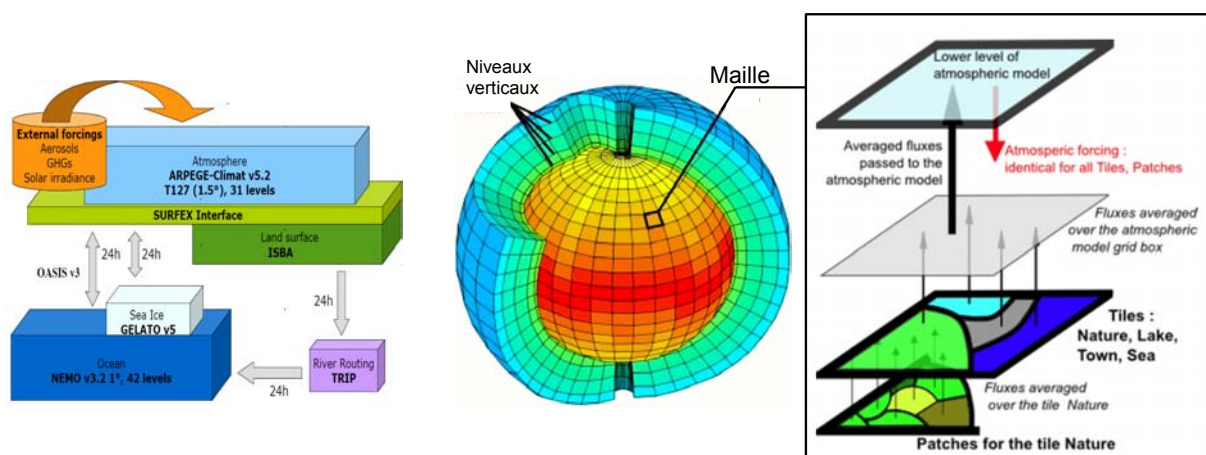 External forcings
Aerosols
GHGs
Solar irradiance
Atmosphere
ARPEGE-Climat v5.2
T127 (1.5°), 31 levels
SURFEX Interface
Land surface
ISBA
24h
24h
OASIS v3
24h
Sea Ice
GELATO v5
Ocean
NEMO v3.2 1°, 42 levels
24h
River Routing
TRIP
Niveaux
verticaux
Maille
Lower level of
atmospheric model
Averaged fluxes
passed to the
atmospheric model
Atmosperic forcing :
identical for all Tiles, Patches
Fluxes averaged
over the atmospheric
model grid box
Tiles :
Nature, Lake,
Town, Sea
Fluxes averaged
over the tile Nature
Patches for the tile Nature